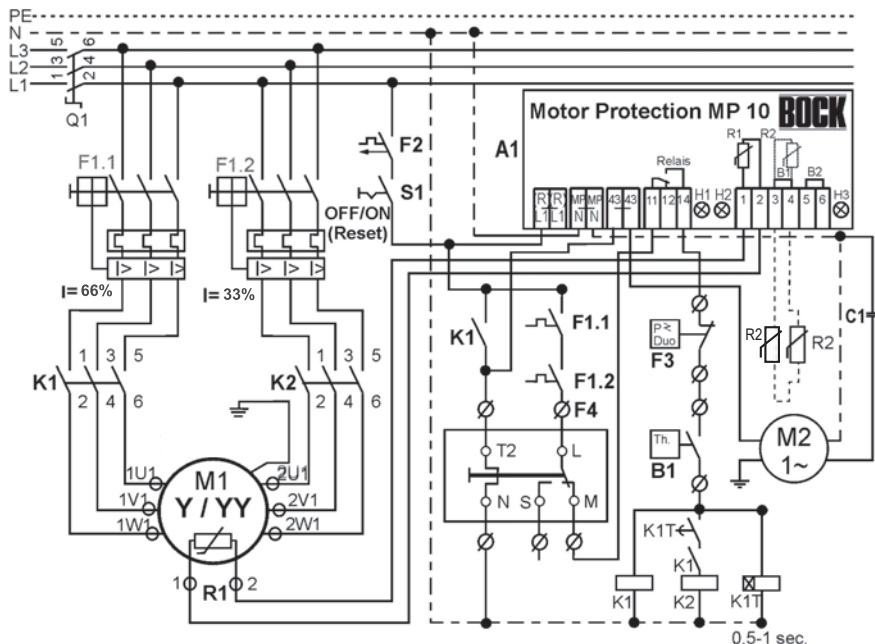 PE
N
L3 5 6
L2 3 4
L1 1 2
Q1
Motor Protection MP 10 BOCK
A1
R1 R2
Relais
B1 B2
H1 H2 H3
(R) (R) MP MP 43 43 11 12 14 1 2 3 4 5 6
L1 L1 N N
F2
S1
OFF/ON
(Reset)
F1.1
F1.2
I> I> I>
I> I> I>
I= 66%
I= 33%
K1
1 3 5
2 4 6
K2
1 3 5
2 4 6
K1
F1.1
F1.2
F4
P
Duo
F3
R2 R2
C1=
T2 L
N S M
Th.
B1
M2
1~
M1
Y / YY
1U1 2U1
1V1 2V1
1W1 2W1
1 2
R1
K1T
K1
K1 K2 K1T
0.5-1 sec.